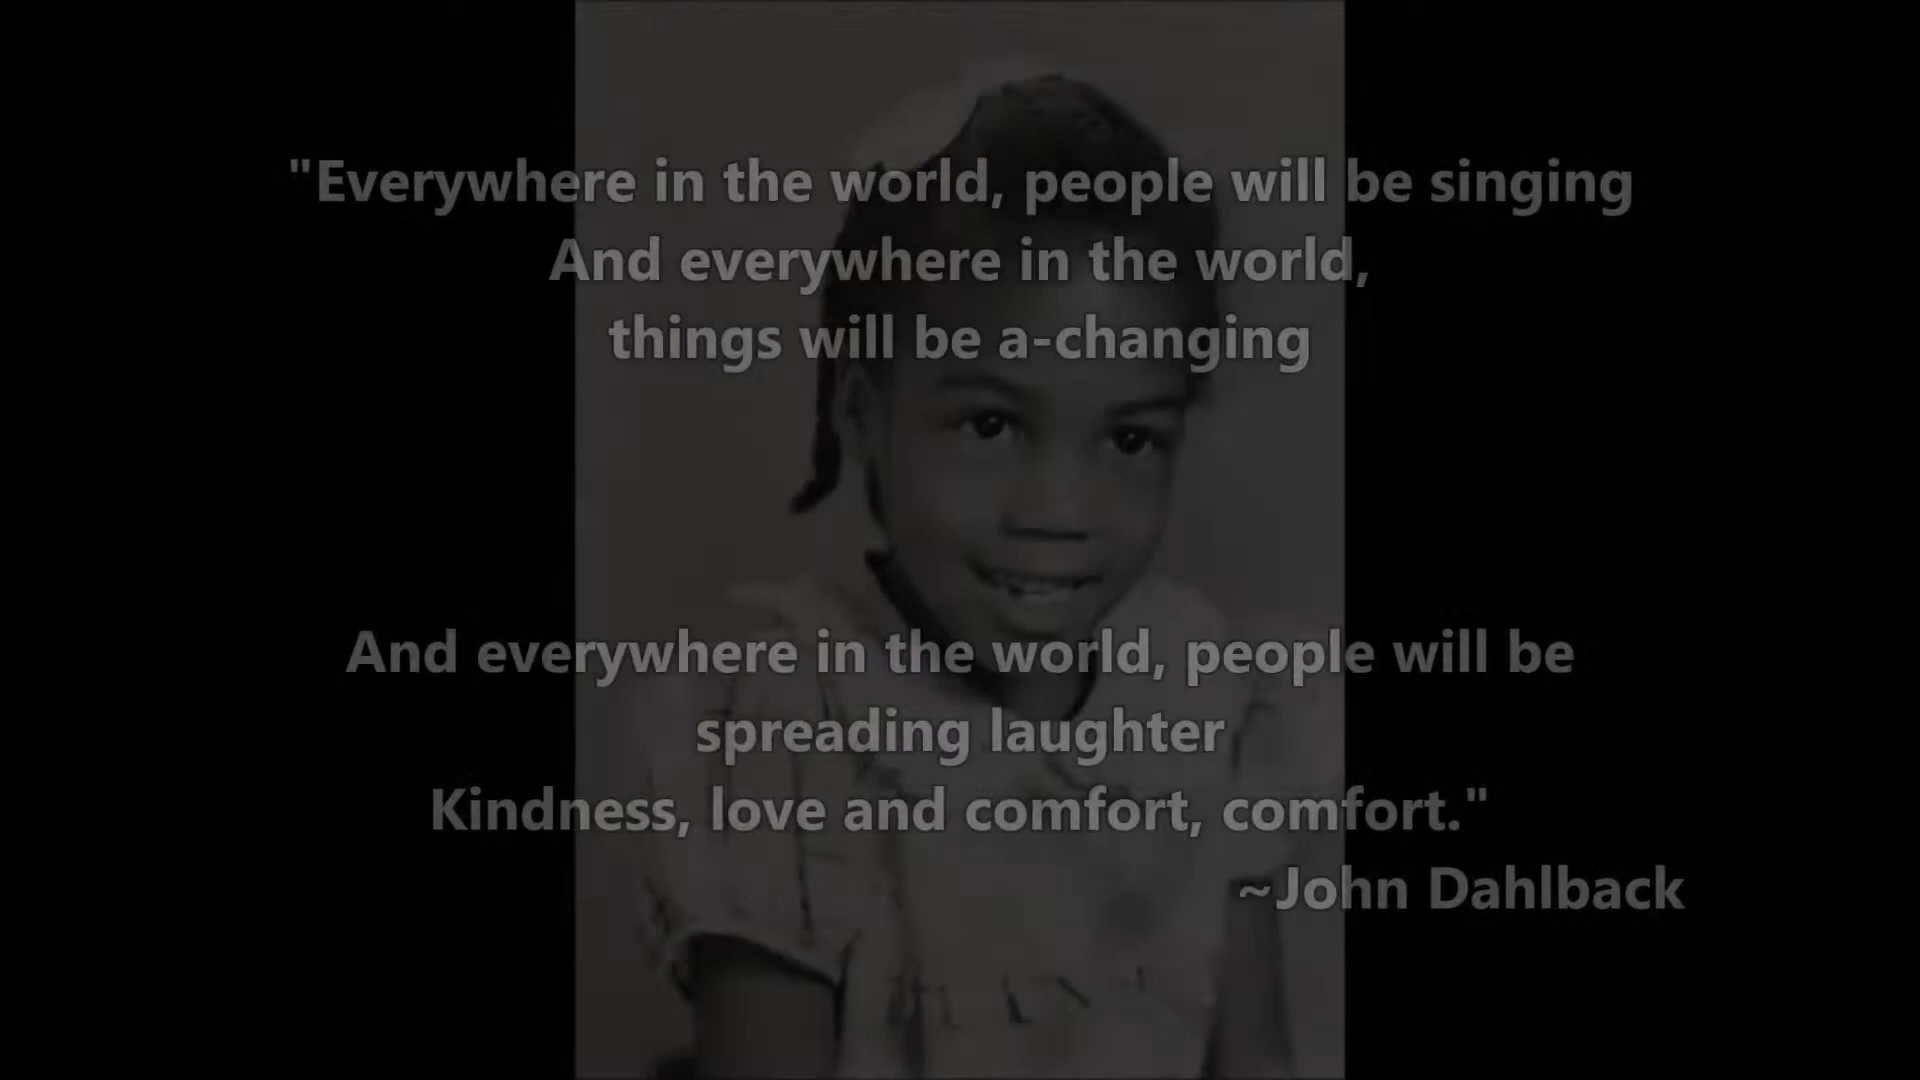 "Everywhere in the world, people will be singing
And everywhere in the world,
things will be a-changing
And everywhere in the world, people will be
spreading laughter
Kindness, love and comfort, comfort."
~John Dahlback